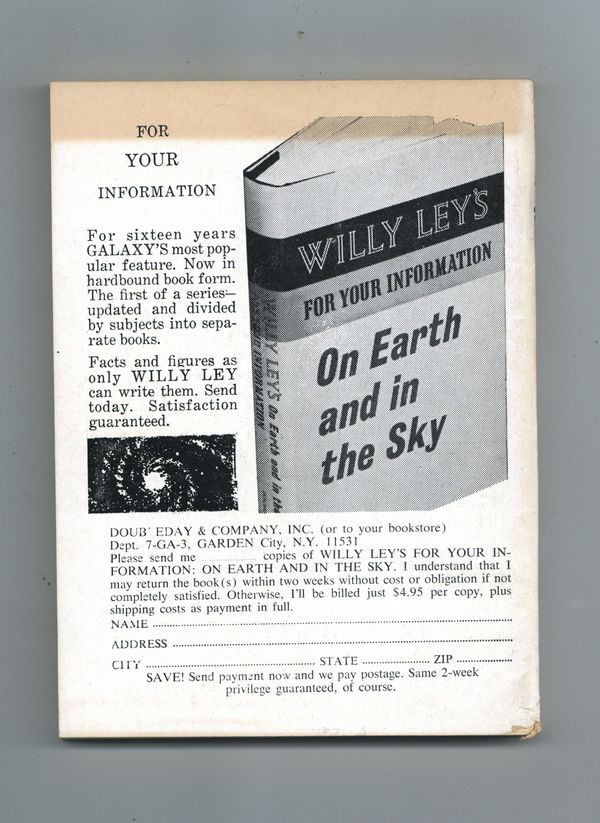 FOR
YOUR
INFORMATION
For sixteen years
GALAXY'S most pop-
ular feature. Now in
hardbound book form.
The first of a series—
updated and divided
by subjects into sepa-
rate books.
Facts and figures as
only WILLY LEY
can write them. Send
today. Satisfaction
guaranteed.
WILLY LEY'S
FOR YOUR INFORMATION
On Earth
and in
the Sky
WILLY LEY'S On Earth and in the
FOR YOUR INFORMATION
DOUB EDAY & COMPANY, INC. (or to your bookstore)
Dept. 7-GA-3, GARDEN City, N.Y. 11531
Please send me .............. copies of WILLY LEY'S FOR YOUR IN-
FORMATION: ON EARTH AND IN THE SKY. I understand that I
may return the book(s) within two weeks without cost or obligation if not
completely satisfied. Otherwise, I'll be billed just $4.95 per copy, plus
shipping costs as payment in full.
NAME
ADDRESS
CITY STATE ZIP
SAVE! Send payment now and we pay postage. Same 2-week
privilege guaranteed, of course.